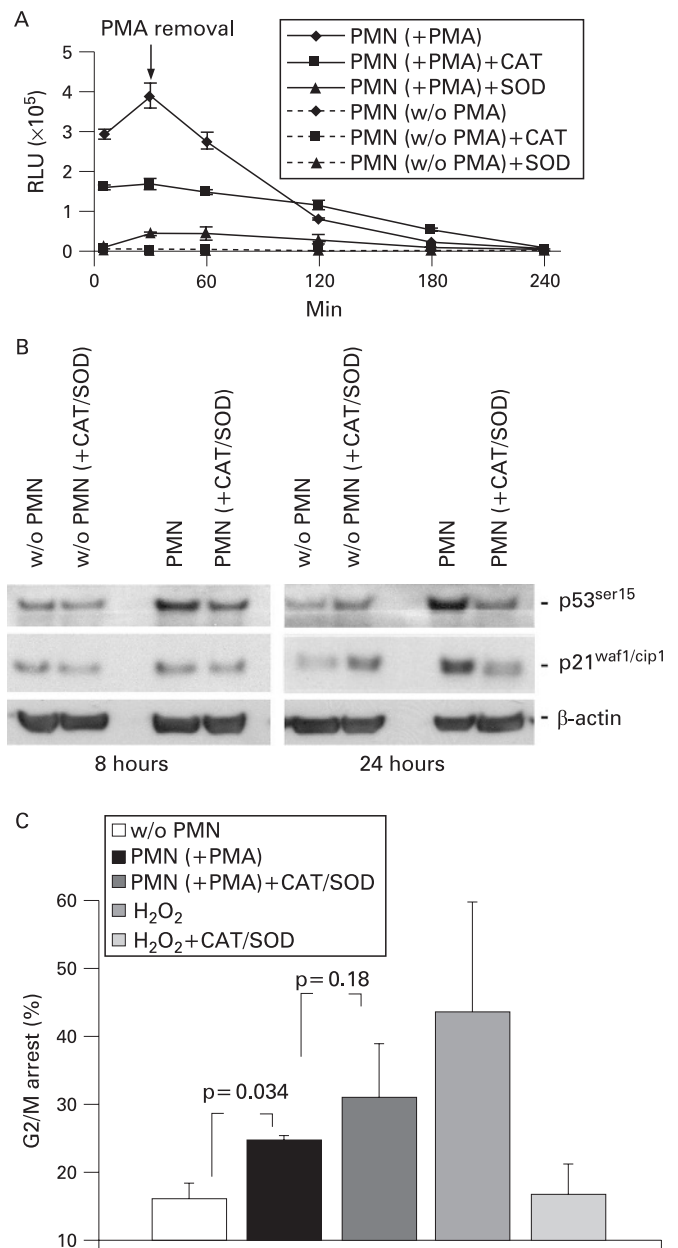 A
PMA removal
5
4
3
2
1
0
RLU (×10⁵)
0
60
120
180
240
Min
PMN (+PMA)
PMN (+PMA)+CAT
PMN (+PMA)+SOD
PMN (w/o PMA)
PMN (w/o PMA)+CAT
PMN (w/o PMA)+SOD
B
w/o PMN
w/o PMN (+CAT/SOD)
PMN
PMN (+CAT/SOD)
w/o PMN
w/o PMN (+CAT/SOD)
PMN
PMN (+CAT/SOD)
- p53ˢᵉʳ¹⁵
- p21ʷᵃᶠ¹/ᶜⁱᵖ¹
- β-actin
8 hours
24 hours
C
w/o PMN
PMN (+PMA)
PMN (+PMA)+CAT/SOD
H₂O₂
H₂O₂+CAT/SOD
60
50
40
30
20
10
G2/M arrest (%)
p=0.034
p=0.18